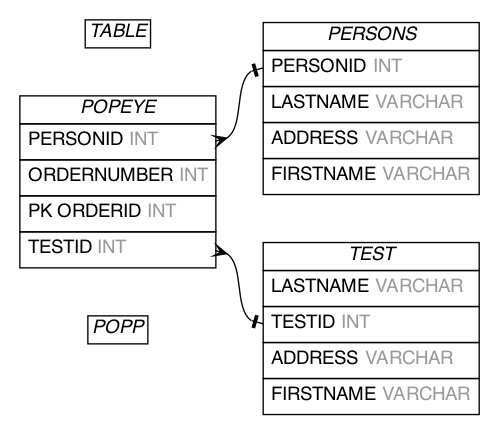 TABLE
POPEYE
PERSONID INT
ORDERNUMBER INT
PK ORDERID INT
TESTID INT
POPP
PERSONS
PERSONID INT
LASTNAME VARCHAR
ADDRESS VARCHAR
FIRSTNAME VARCHAR
TEST
LASTNAME VARCHAR
TESTID INT
ADDRESS VARCHAR
FIRSTNAME VARCHAR